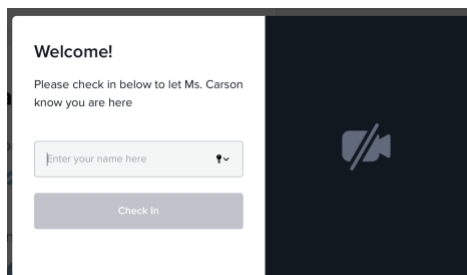 Welcome!
Please check in below to let Ms. Carson
know you are here
Enter your name here
Check In